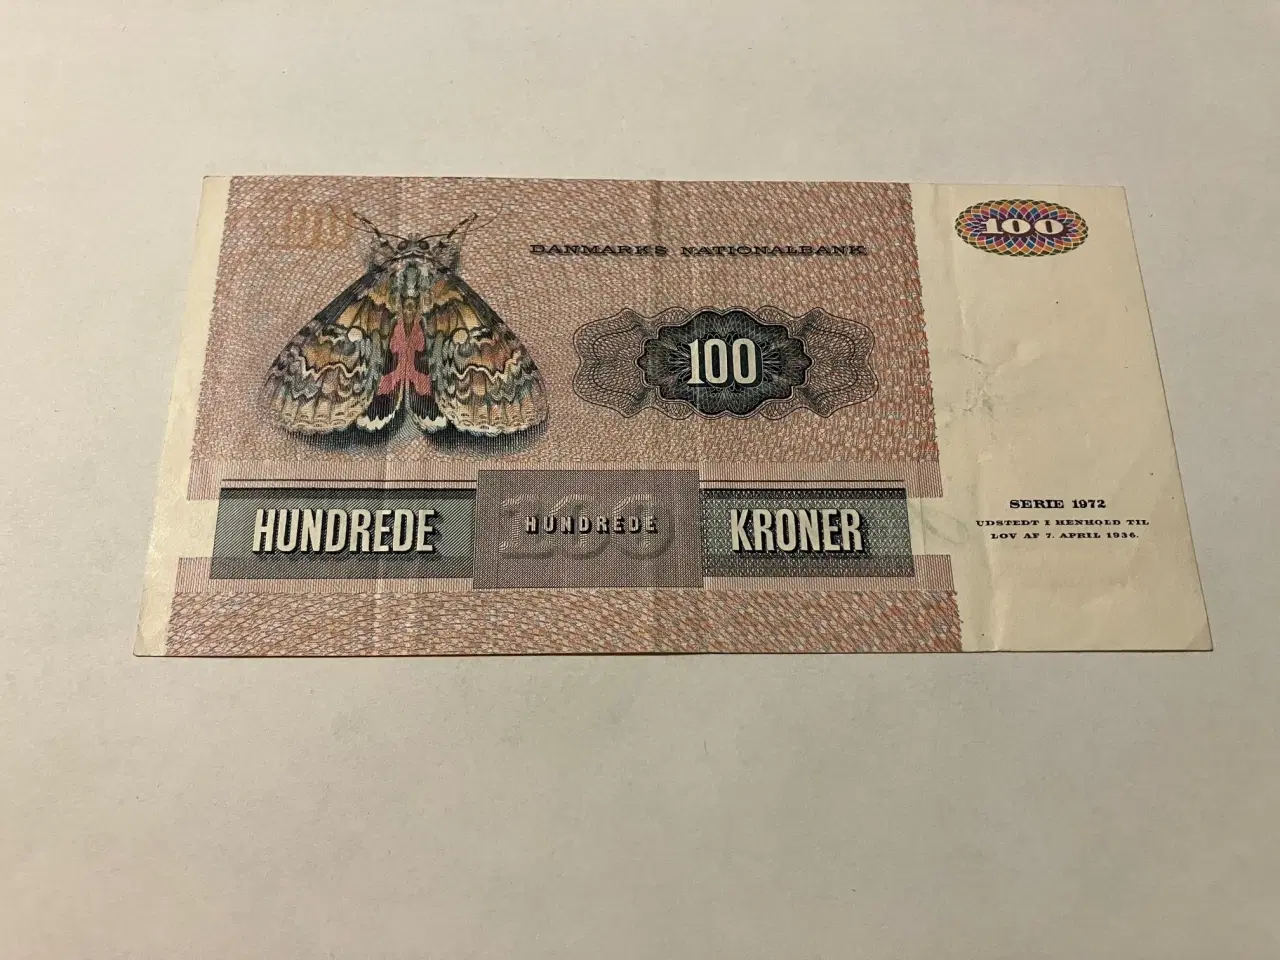 DANMARKS NATIONALBANK
100
100
HUNDREDE
100
HUNDREDE
KRONER
SERIE 1972
UDSTEDT I HENHOLD TIL
LOV AF 7. APRIL 1936.